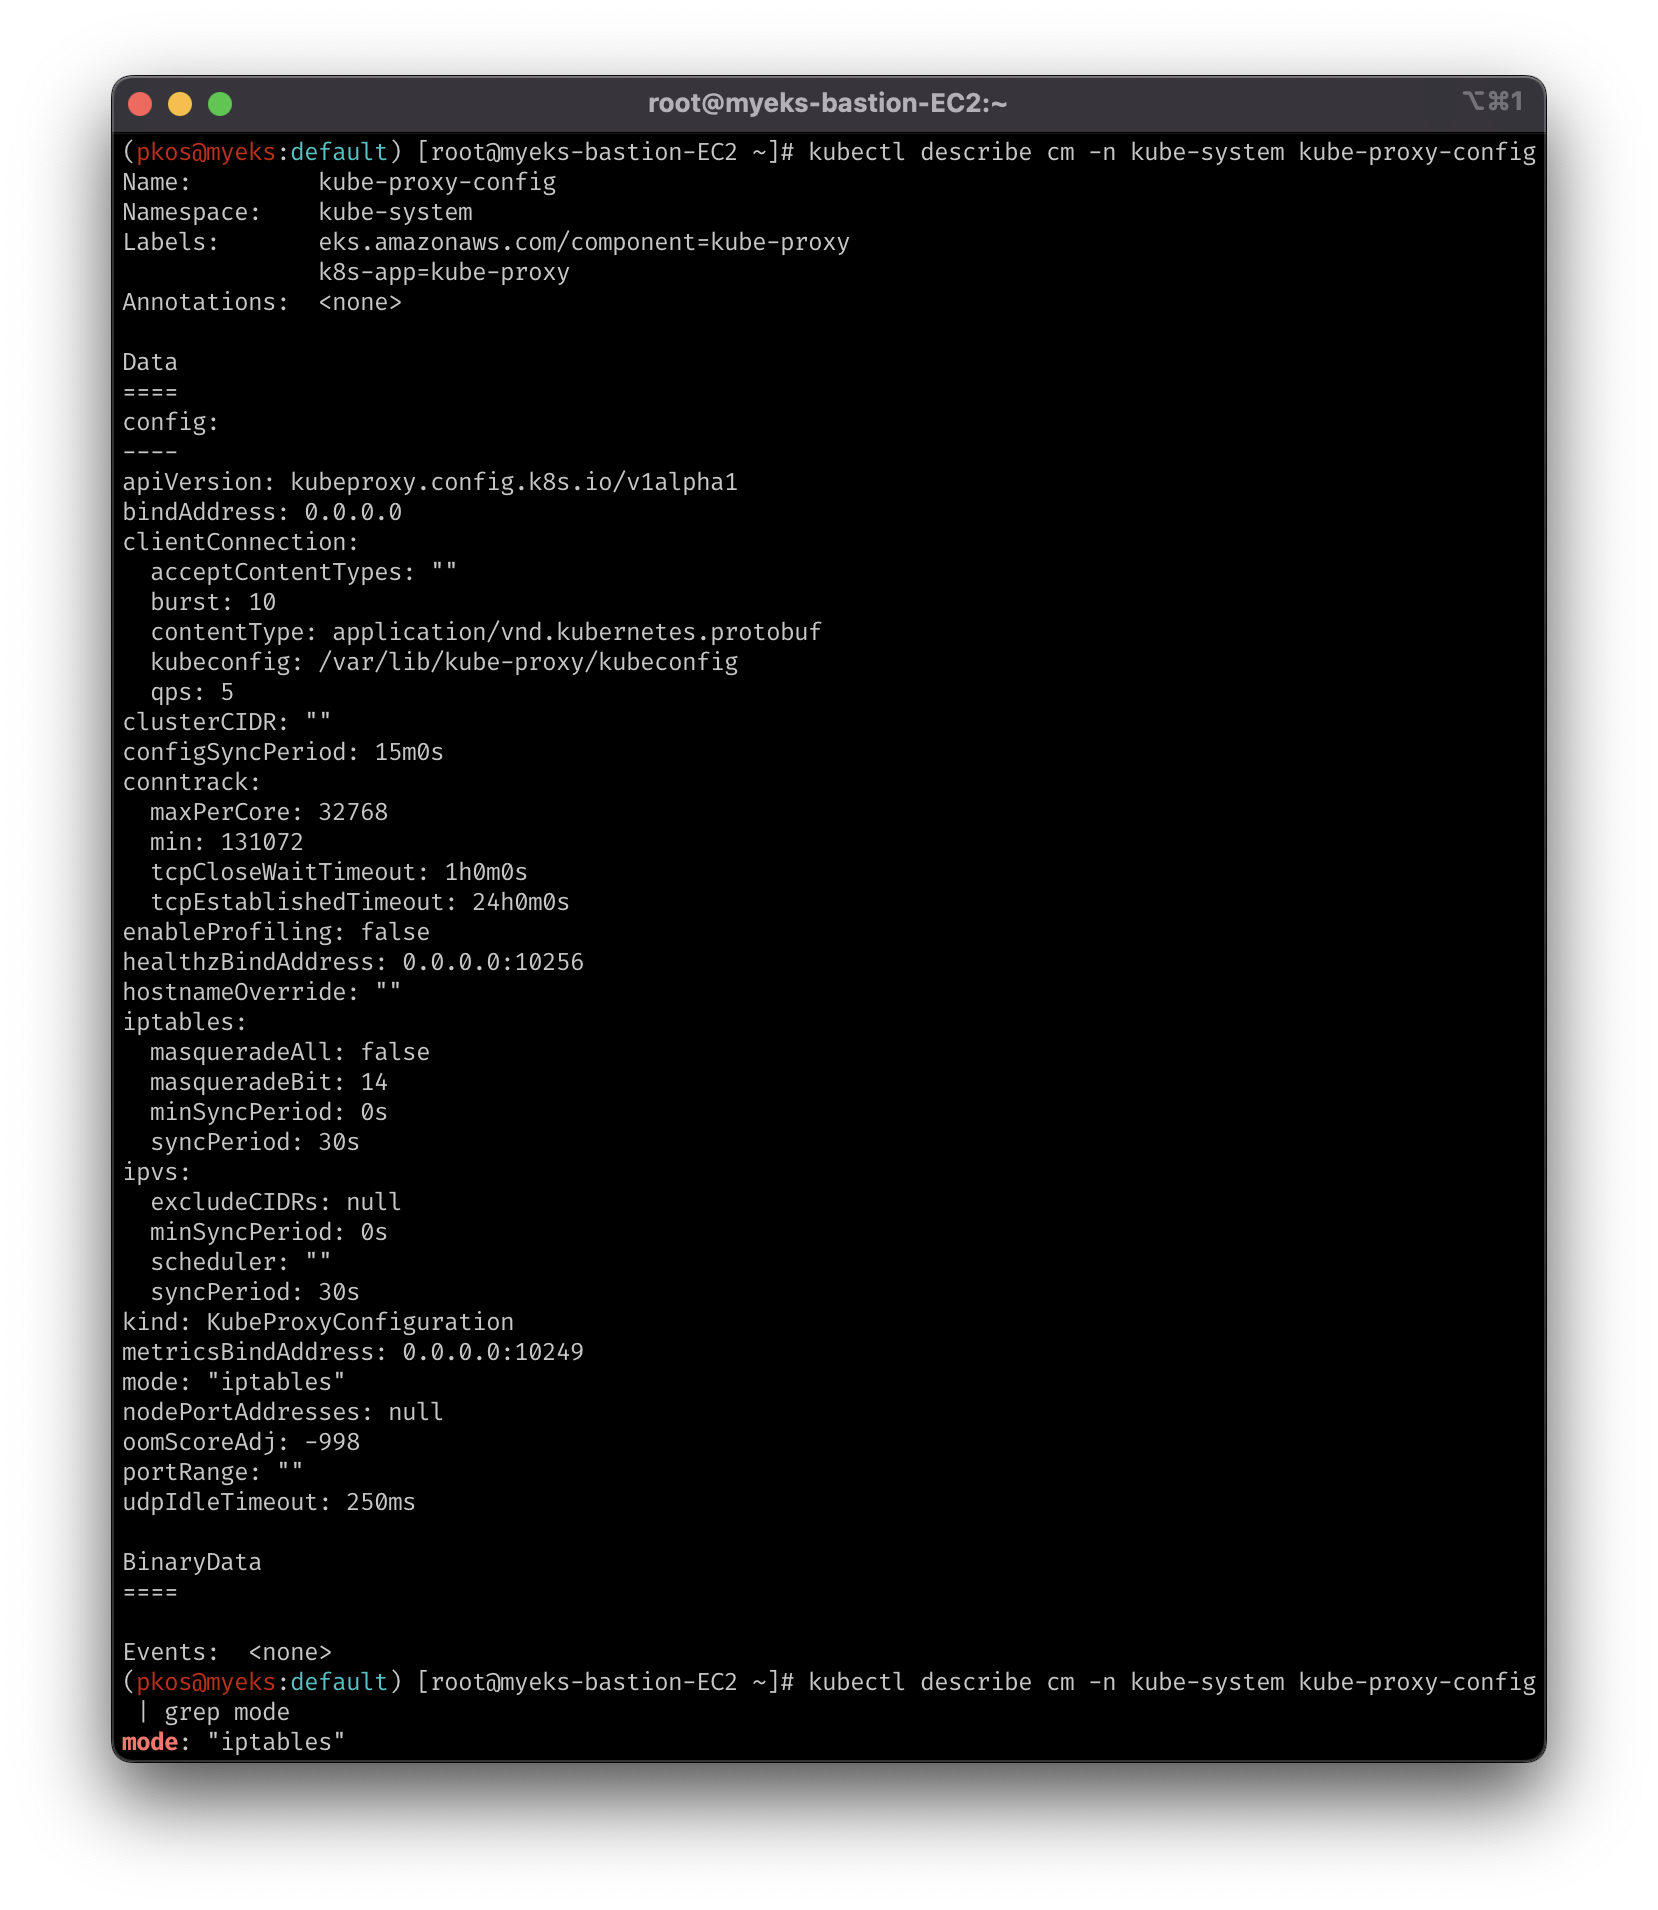 root@myeks-bastion-EC2:~
⌥⌘1
(pkos@myeks:default) [root@myeks-bastion-EC2 ~]# kubectl describe cm -n kube-system kube-proxy-config
Name:         kube-proxy-config
Namespace:    kube-system
Labels:       eks.amazonaws.com/component=kube-proxy
              k8s-app=kube-proxy
Annotations:  <none>

Data
====
config:
----
apiVersion: kubeproxy.config.k8s.io/v1alpha1
bindAddress: 0.0.0.0
clientConnection:
  acceptContentTypes: ""
  burst: 10
  contentType: application/vnd.kubernetes.protobuf
  kubeconfig: /var/lib/kube-proxy/kubeconfig
  qps: 5
clusterCIDR: ""
configSyncPeriod: 15m0s
conntrack:
  maxPerCore: 32768
  min: 131072
  tcpCloseWaitTimeout: 1h0m0s
  tcpEstablishedTimeout: 24h0m0s
enableProfiling: false
healthzBindAddress: 0.0.0.0:10256
hostnameOverride: ""
iptables:
  masqueradeAll: false
  masqueradeBit: 14
  minSyncPeriod: 0s
  syncPeriod: 30s
ipvs:
  excludeCIDRs: null
  minSyncPeriod: 0s
  scheduler: ""
  syncPeriod: 30s
kind: KubeProxyConfiguration
metricsBindAddress: 0.0.0.0:10249
mode: "iptables"
nodePortAddresses: null
oomScoreAdj: -998
portRange: ""
udpIdleTimeout: 250ms

BinaryData
====

Events:  <none>
(pkos@myeks:default) [root@myeks-bastion-EC2 ~]# kubectl describe cm -n kube-system kube-proxy-config
 | grep mode
mode: "iptables"